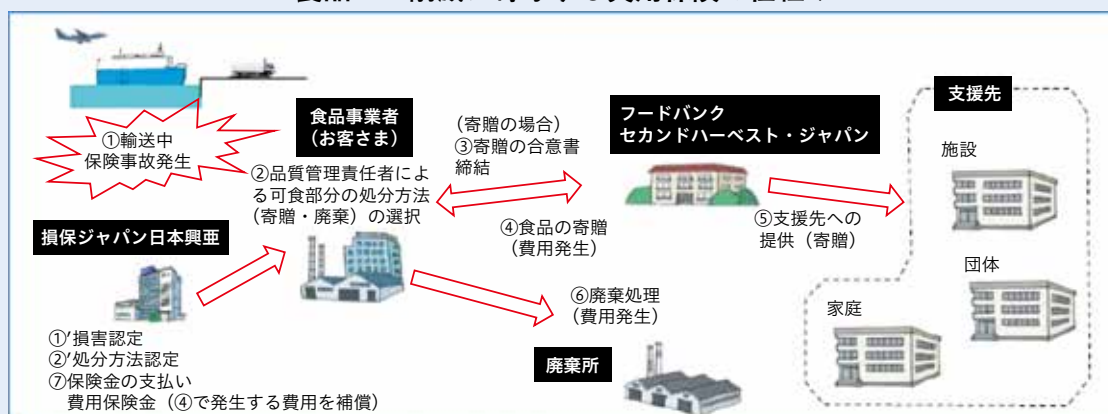 ①輸送中
保険事故発生
食品事業者
(お客さま)
②品質管理責任者によ
る可食部分の処分方法
(寄贈・廃棄)の選択
(寄贈の場合)
③寄贈の合意書
締結
④食品の寄贈
(費用発生)
フードバンク
セカンドハーベスト・ジャパン
⑤支援先への
提供(寄贈)
支援先
施設
団体
家庭
損保ジャパン日本興亜
①′損害認定
②′処分方法認定
⑦保険金の支払い
費用保険金(④で発生する費用を補償)
⑥廃棄処理
(費用発生)
廃棄所